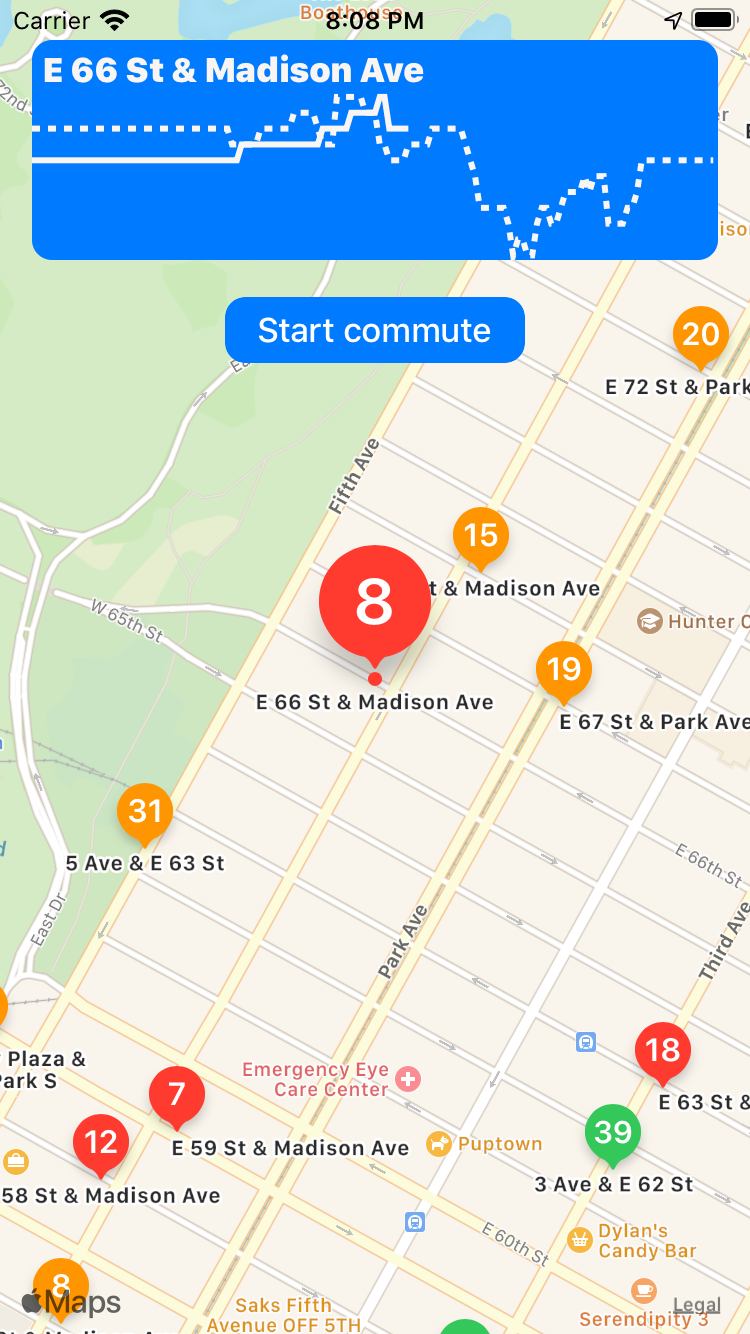 Carrier
8:08 PM
Boathouse
72nd
E 66 St & Madison Ave
Start commute
20
E 72 St & Park
Fifth Ave
15
t & Madison Ave
8
Hunter C
W 65th St
19
E 66 St & Madison Ave
E 67 St & Park Ave
31
5 Ave & E 63 St
E 66th St
East Dr
Park Ave
Third Ave
18
Plaza &
Park S
Emergency Eye
Care Center
7
E 63 St &
12
39
E 59 St & Madison Ave
Puptown
58 St & Madison Ave
3 Ave & E 62 St
E 60th St
Dylan's
Candy Bar
8
Maps
Saks Fifth
Avenue OFF 5TH
Legal
Serendipity 3